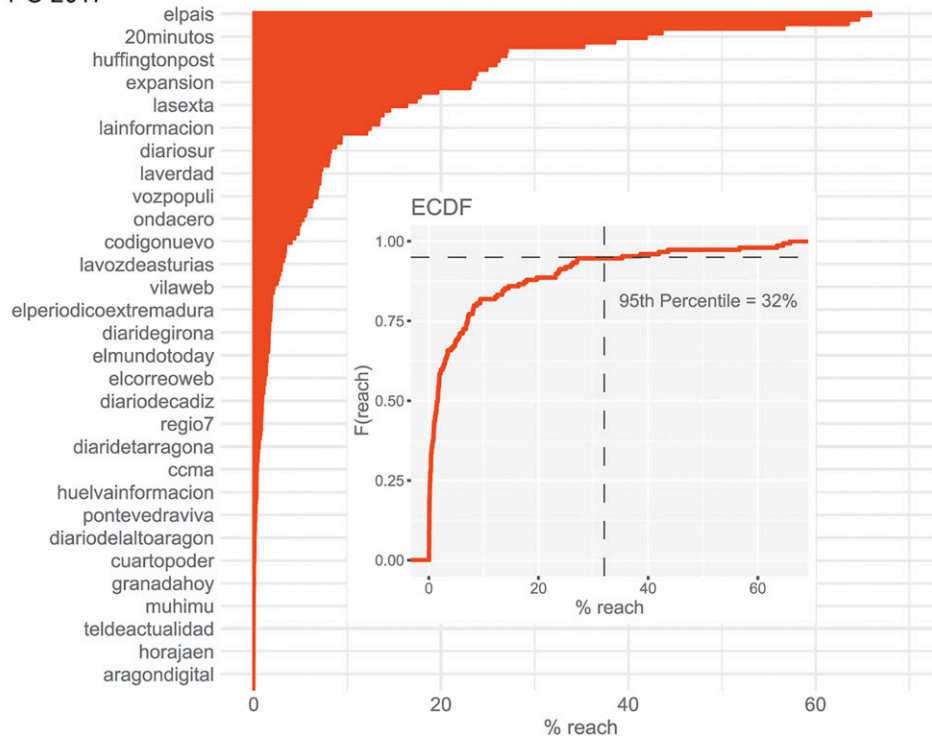 elpais
20minutos
huffingtonpost
expansion
lasexta
lainformacion
diariosur
laverdad
vozpopuli
ondacero
codigonuevo
lavozdeasturias
vilaweb
elperiodicoextremadura
diaridegirona
elmundotoday
elcorreoweb
diariodecadiz
regio7
diaridetarragona
ccma
huelvainformacion
pontevedraviva
diariodelaltoaragon
cuartopoder
granadahoy
muhimu
teldeactualidad
horajaen
aragondigital
0 20 40 60
% reach
ECDF
1.00
0.75
0.50
0.25
0.00
F(reach)
95th Percentile = 32%
0 20 40 60
% reach